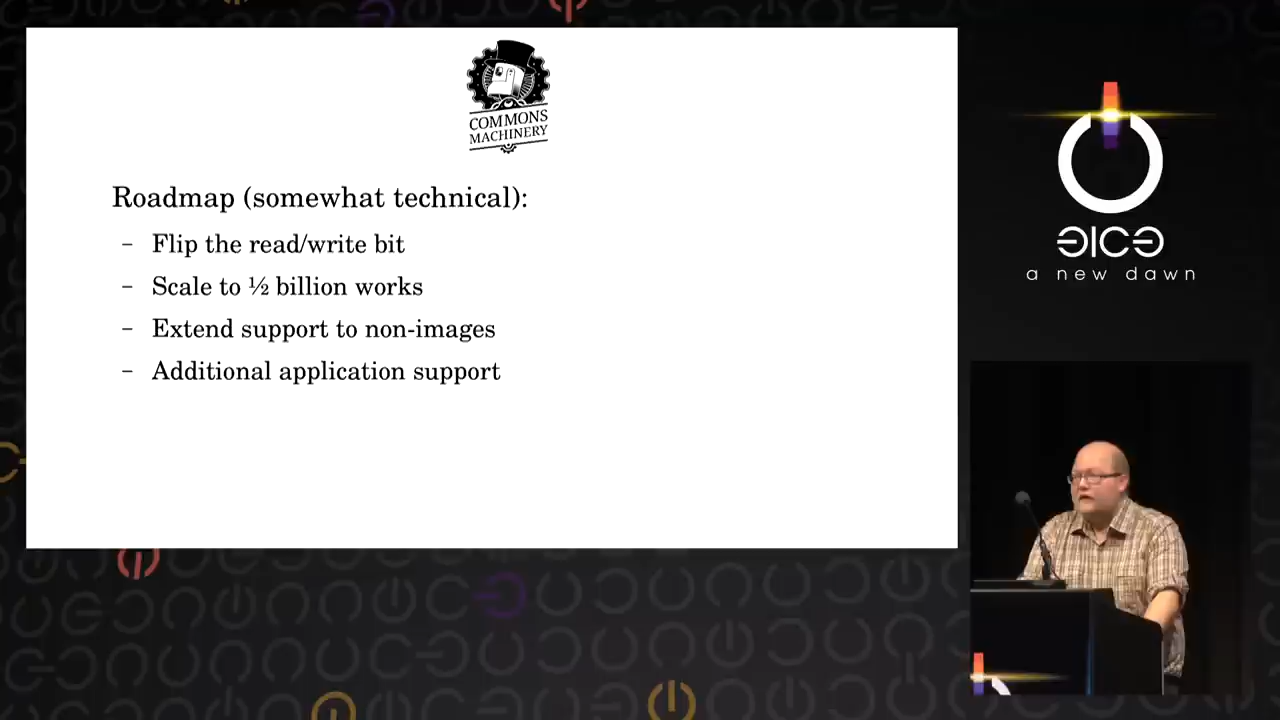 COMMONS
MACHINERY
Roadmap (somewhat technical):
– Flip the read/write bit
– Scale to ½ billion works
– Extend support to non-images
– Additional application support
31C3
a new dawn